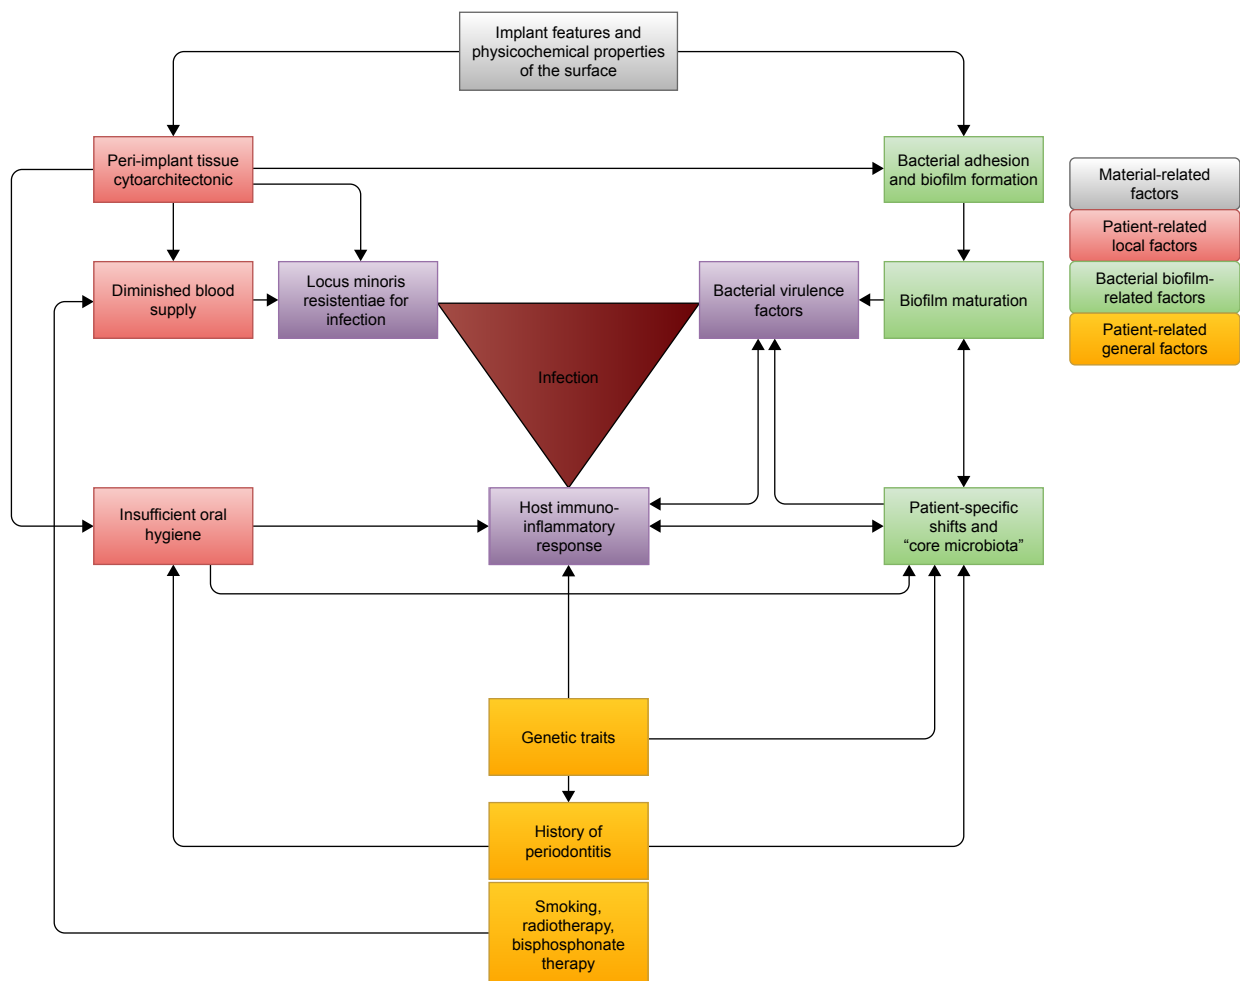 Implant features and
physicochemical properties
of the surface
Peri-implant tissue
cytoarchitectonic
Bacterial adhesion
and biofilm formation
Material-related
factors
Patient-related
local factors
Bacterial biofilm-
related factors
Patient-related
general factors
Diminished blood
supply
Locus minoris
resistentiae for
infection
Bacterial virulence
factors
Biofilm maturation
Infection
Insufficient oral
hygiene
Host immuno-
inflammatory
response
Patient-specific
shifts and
“core microbiota”
Genetic traits
History of
periodontitis
Smoking,
radiotherapy,
bisphosphonate
therapy